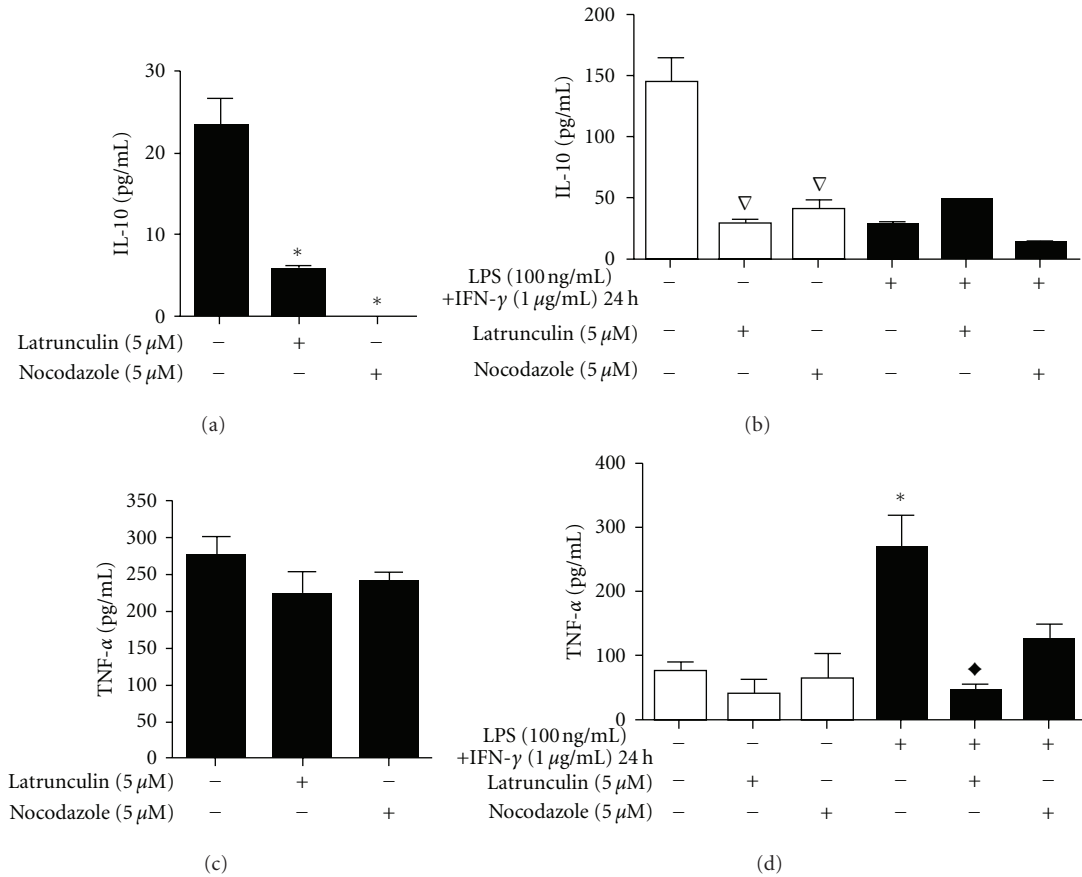 30
20
10
0
IL-10 (pg/mL)
*
*
Latrunculin (5 μM) − + −
Nocodazole (5 μM) − − +
(a)
200
150
100
50
0
IL-10 (pg/mL)
▽
▽
LPS (100 ng/mL)
+IFN-γ (1 μg/mL) 24 h − − − + + +
Latrunculin (5 μM) − + − − + −
Nocodazole (5 μM) − − + − − +
(b)
350
300
250
200
150
100
50
0
TNF-α (pg/mL)
Latrunculin (5 μM) − + −
Nocodazole (5 μM) − − +
(c)
400
300
200
100
0
TNF-α (pg/mL)
*
◆
LPS (100 ng/mL)
+IFN-γ (1 μg/mL) 24 h − − − + + +
Latrunculin (5 μM) − + − − + −
Nocodazole (5 μM) − − + − − +
(d)